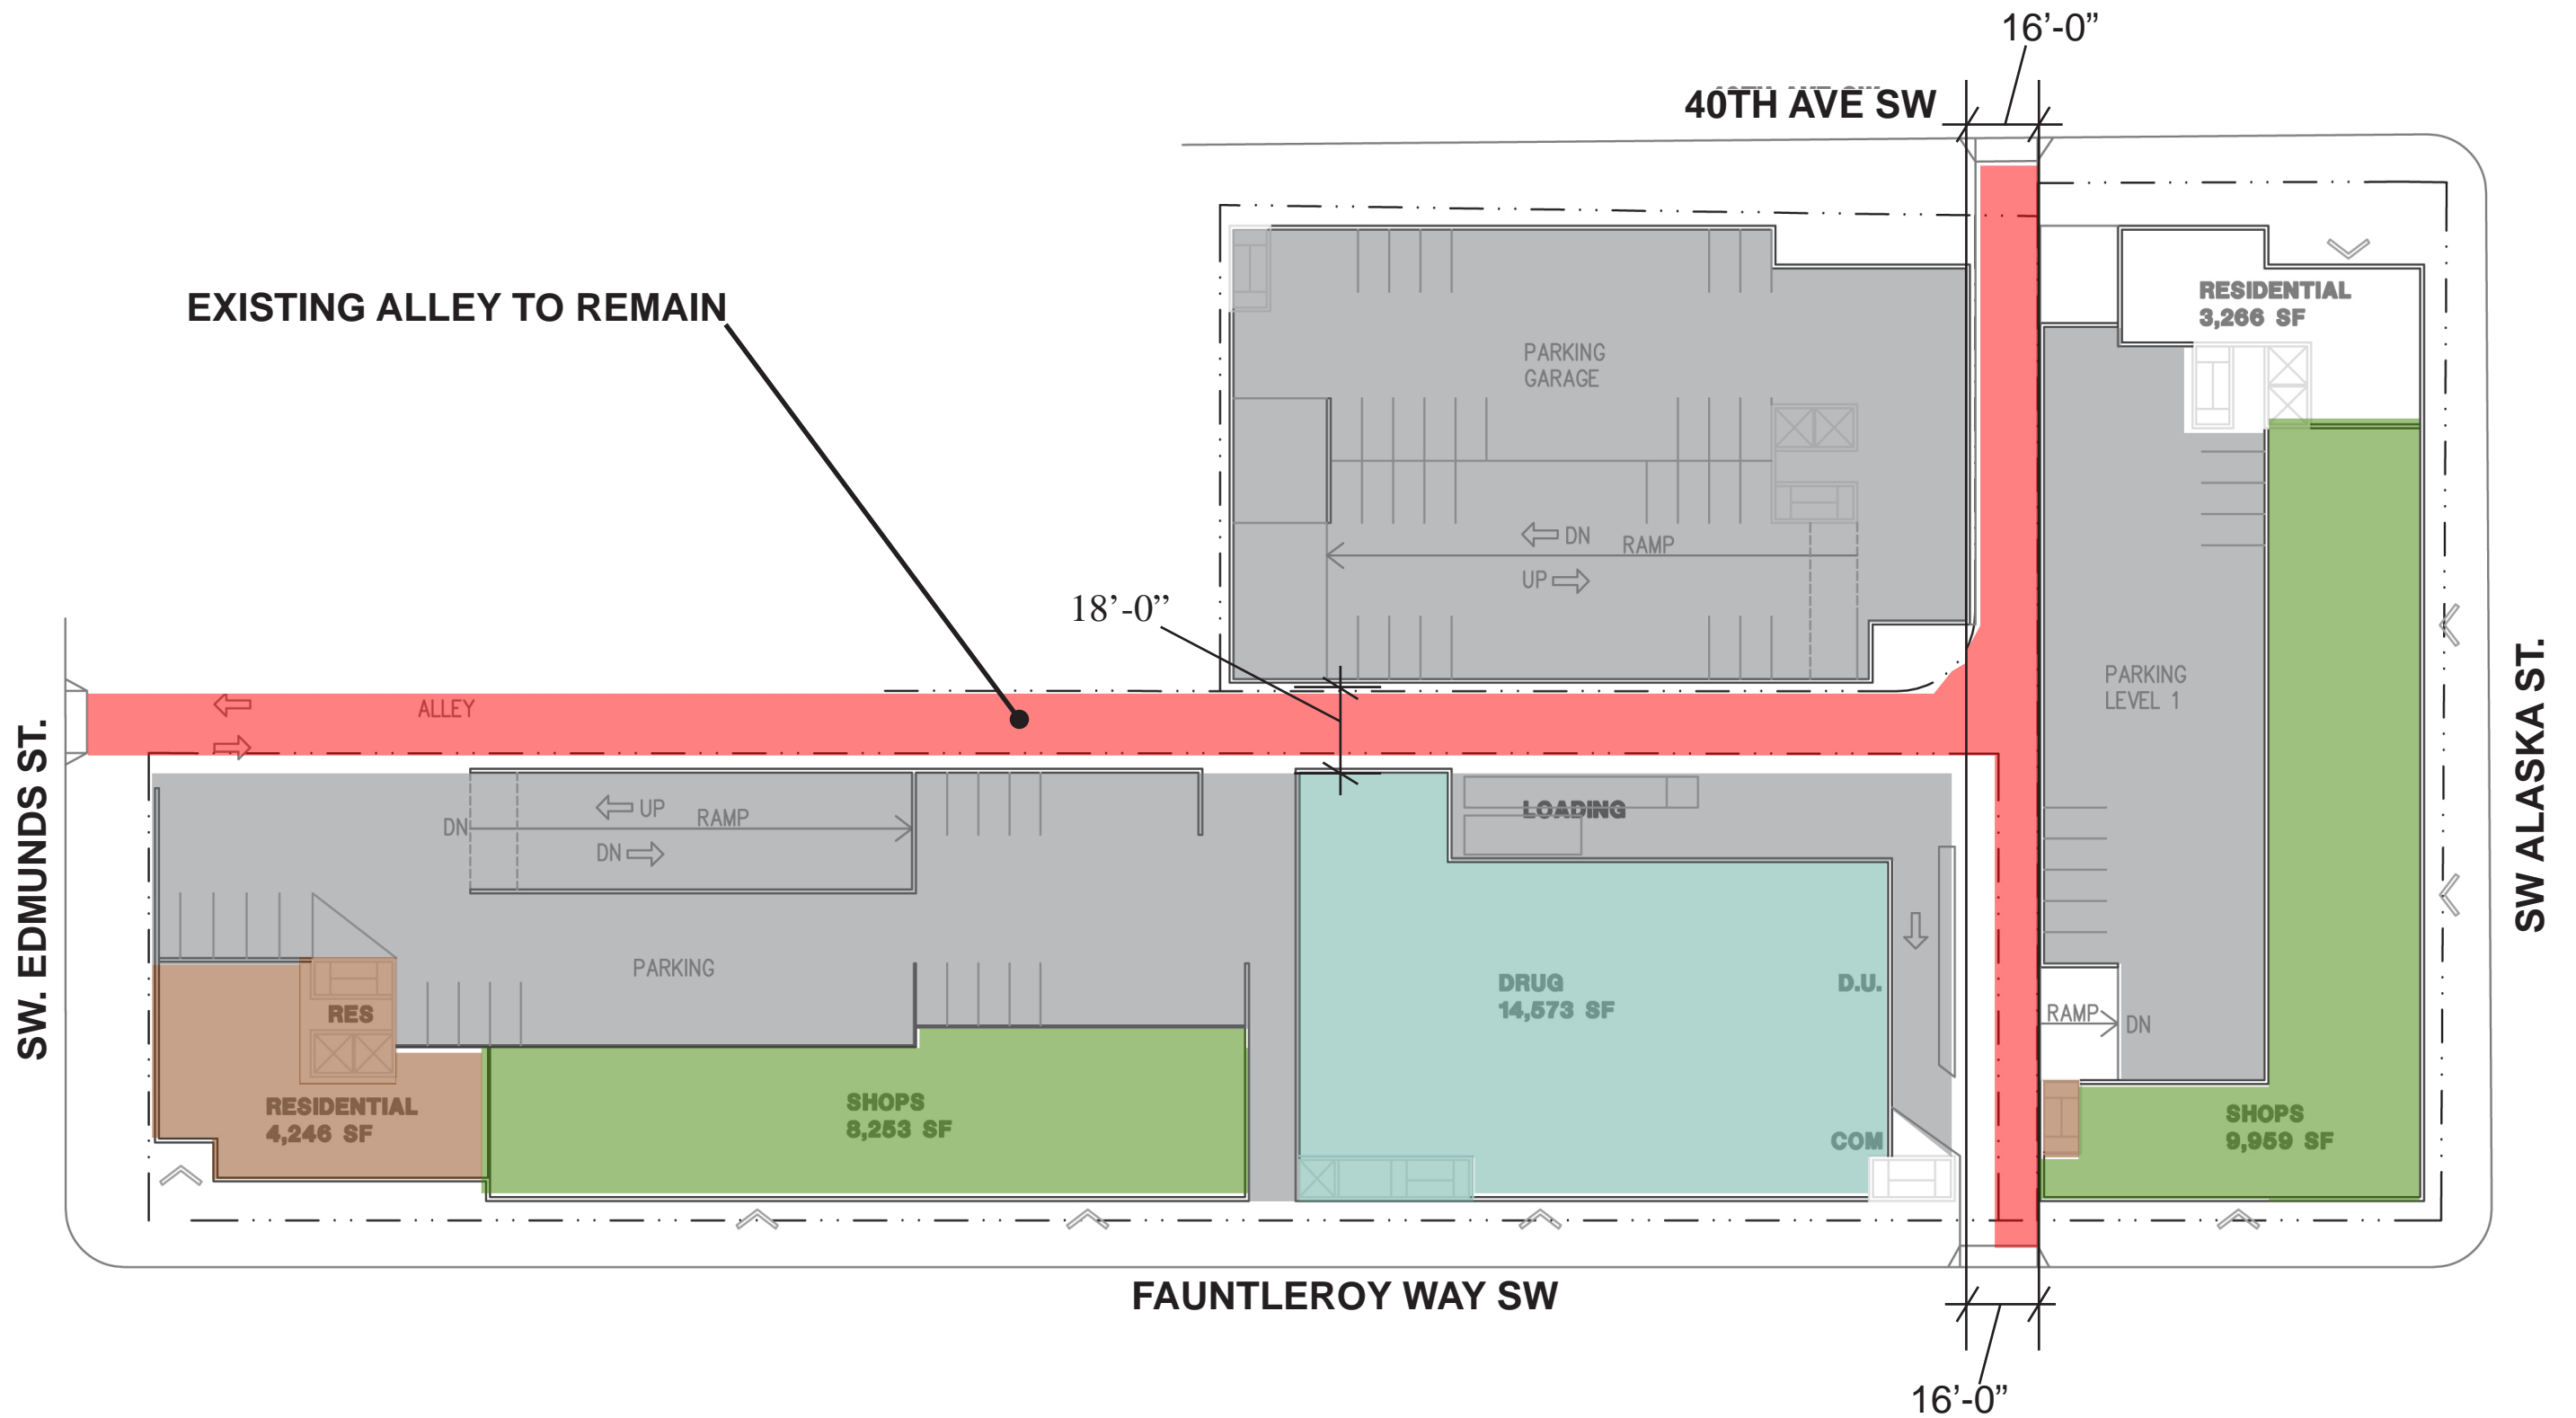 16’-0”
40TH AVE SW
EXISTING ALLEY TO REMAIN
RESIDENTIAL
3,266 SF
PARKING
GARAGE
DN
RAMP
UP
18’-0”
ALLEY
PARKING
LEVEL 1
SW. EDMUNDS ST.
SW ALASKA ST.
UP
RAMP
DN
DN
LOADING
PARKING
DRUG
14,573 SF
D.U.
RES
RAMP
DN
RESIDENTIAL
4,246 SF
SHOPS
8,253 SF
COM
SHOPS
9,959 SF
FAUNTLEROY WAY SW
16’-0”